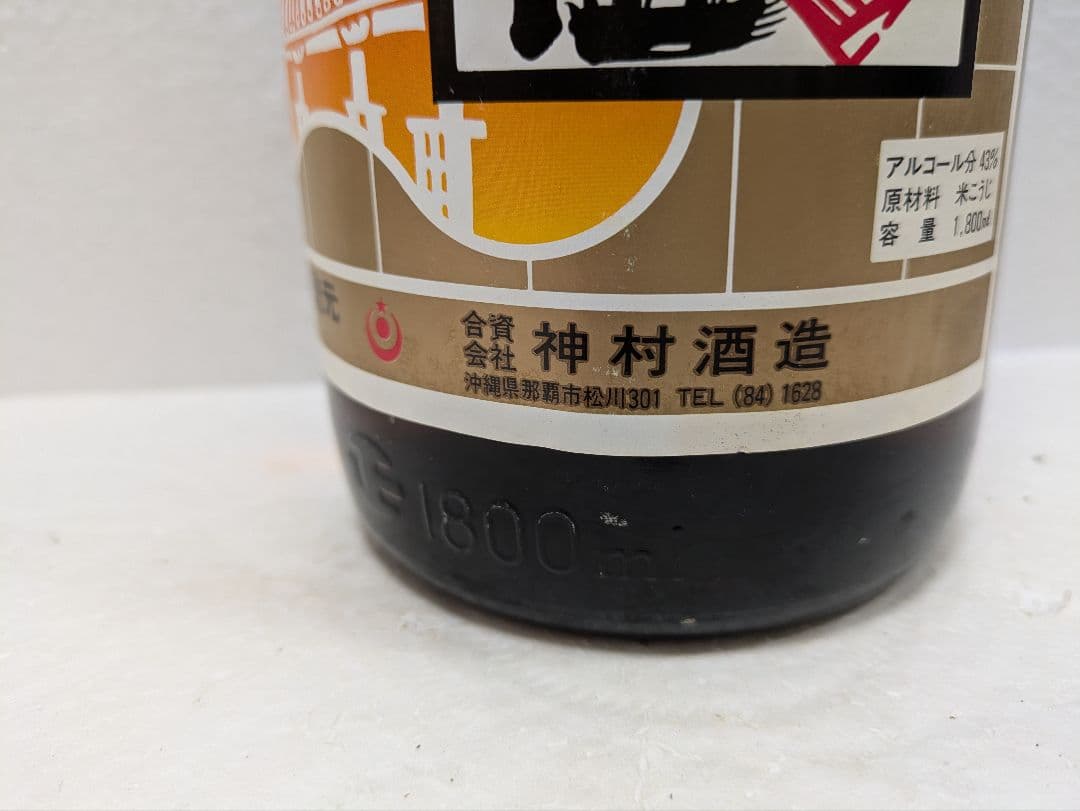 アルコール分 43%
原材料 米こうじ
容量 1,800ml
元
合資会社 神村酒造
沖縄県那覇市松川301 TEL (84) 1628
1800ml